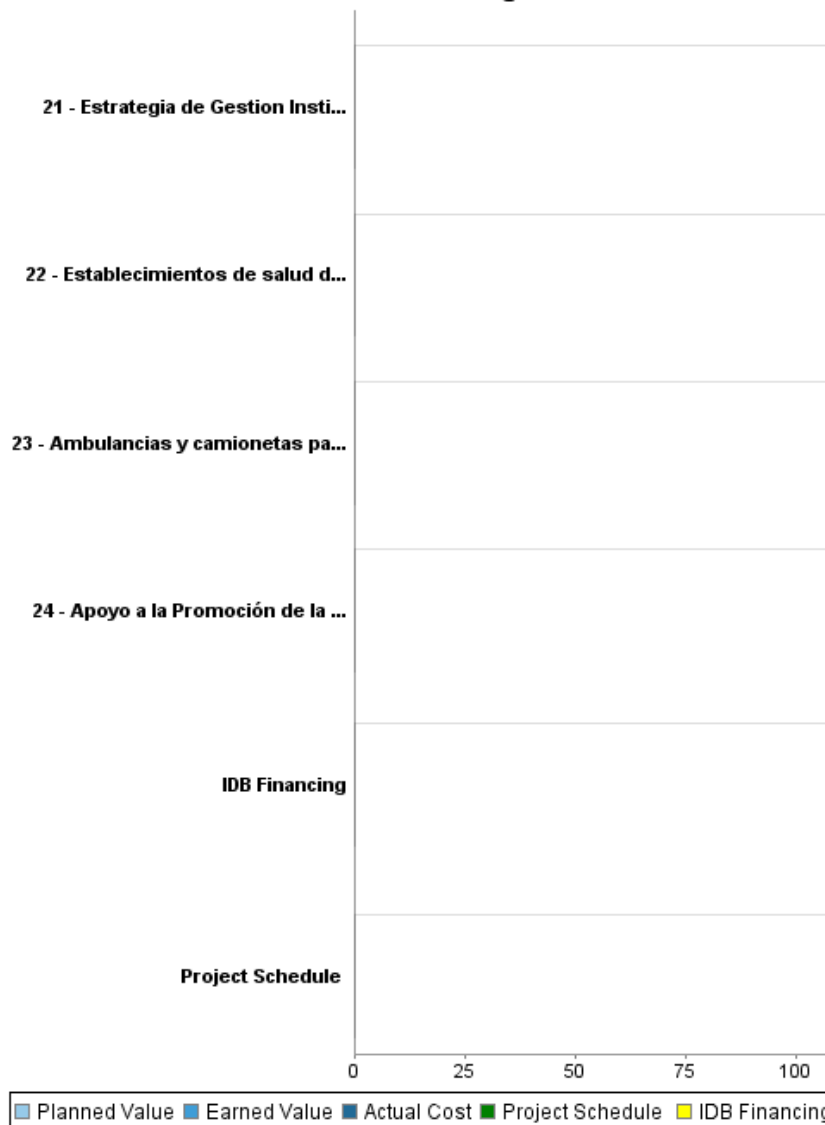 21 - Estrategia de Gestion Insti...
22 - Establecimientos de salud d...
23 - Ambulancias y camionetas pa...
24 - Apoyo a la Promoción de la ...
IDB Financing
Project Schedule
0 25 50 75 100
Planned Value Earned Value Actual Cost Project Schedule IDB Financing